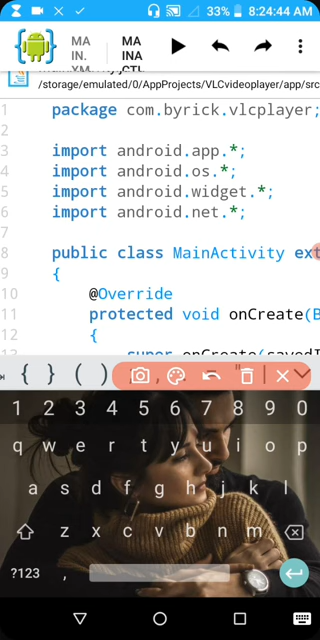 33% 8:24:44 AM
MA
IN.
XM
MA
INA
/storage/emulated/0/AppProjects/VLCvideoplayer/app/src
1 package com.byrick.vlcplayer;
2
3 import android.app.*;
4 import android.os.*;
5 import android.widget.*;
6 import android.net.*;
7
8 public class MainActivity ext
9 {
10 @Override
11 protected void onCreate(B
12 {
super.onCreate(savedI
{ } ( )
1 2 3 4 5 6 7 8 9 0
q w e r t y u i o p
a s d f g h j k l
z x c v b n m
?123 ,